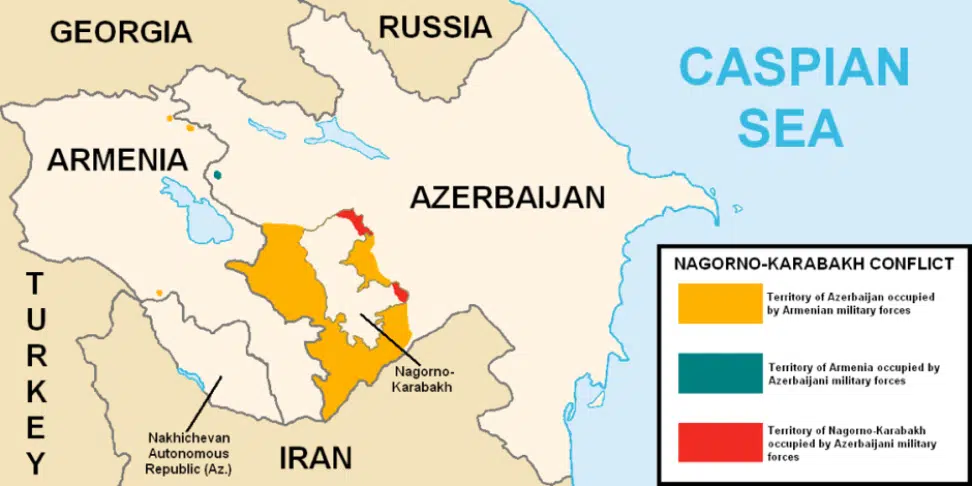 GEORGIA
RUSSIA
CASPIAN
SEA
ARMENIA
AZERBAIJAN
T
U
R
K
E
Y
Nagorno-
Karabakh
Nakhichevan
Autonomous
Republic (Az.)
IRAN
NAGORNO-KARABAKH CONFLICT
Territory of Azerbaijan occupied
by Armenian military forces
Territory of Armenia occupied by
Azerbaijani military forces
Territory of Nagorno-Karabakh
occupied by Azerbaijani military
forces